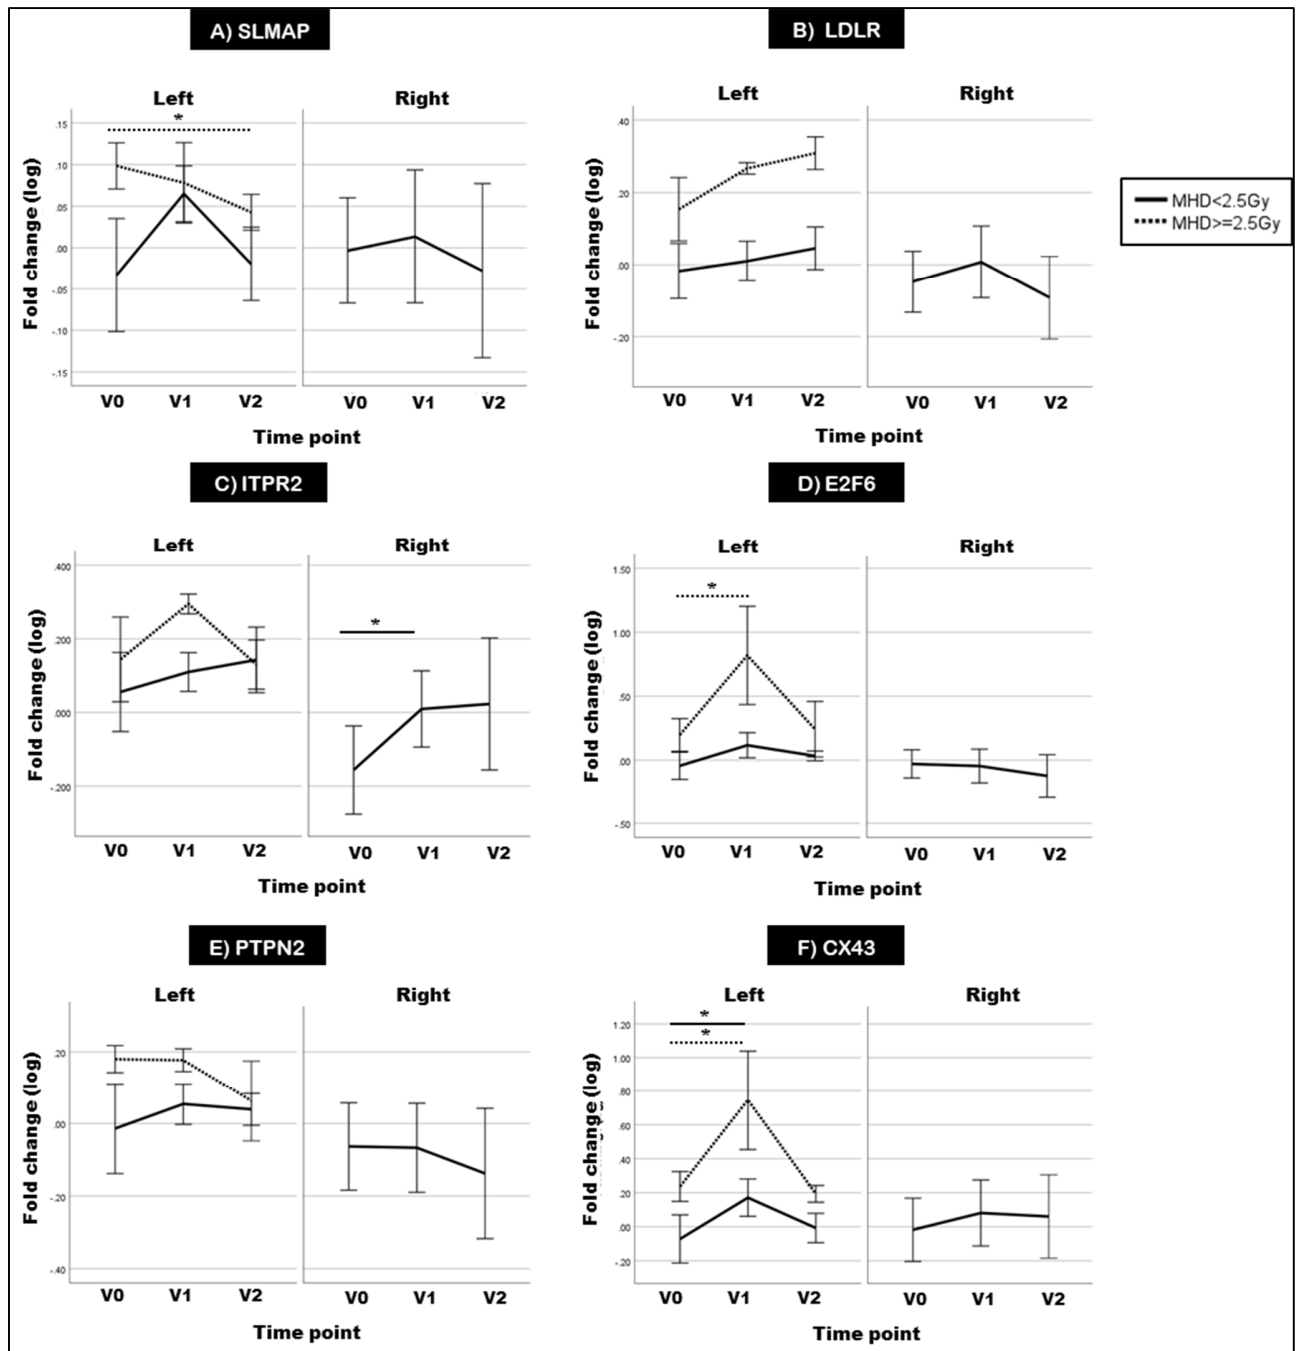 A) SLMAP
Left
Right
*
.15
.10
.05
.00
-.05
-.10
-.15
Fold change (log)
V0
V1
V2
V0
V1
V2
Time point
B) LDLR
Left
Right
.40
.20
.00
-.20
Fold change (log)
V0
V1
V2
V0
V1
V2
Time point
MHD<2.5Gy
MHD>=2.5Gy
C) ITPR2
Left
Right
*
.400
.200
.000
-.200
Fold change (log)
V0
V1
V2
V0
V1
V2
Time point
D) E2F6
Left
Right
*
1.50
1.00
.50
.00
-.50
Fold change (log)
V0
V1
V2
V0
V1
V2
Time point
E) PTPN2
Left
Right
.20
.00
-.20
-.40
Fold change (log)
V0
V1
V2
V0
V1
V2
Time point
F) CX43
Left
Right
*
*
1.20
1.00
.80
.60
.40
.20
.00
-.20
Fold change (log)
V0
V1
V2
V0
V1
V2
Time point